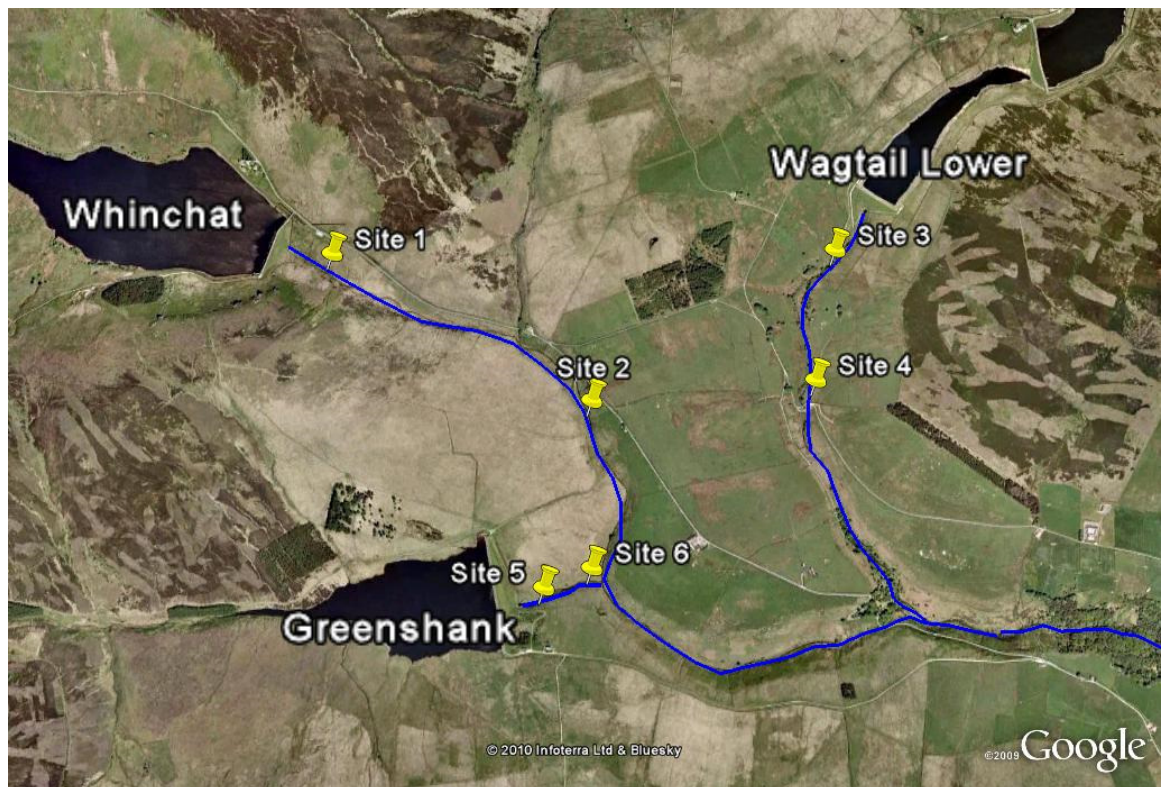 Wagtail Lower
Whinchat
Site 1
Site 3
Site 2
Site 4
Site 6
Site 5
Greenshank
© 2010 Infoterra Ltd & Bluesky
©2009 Google